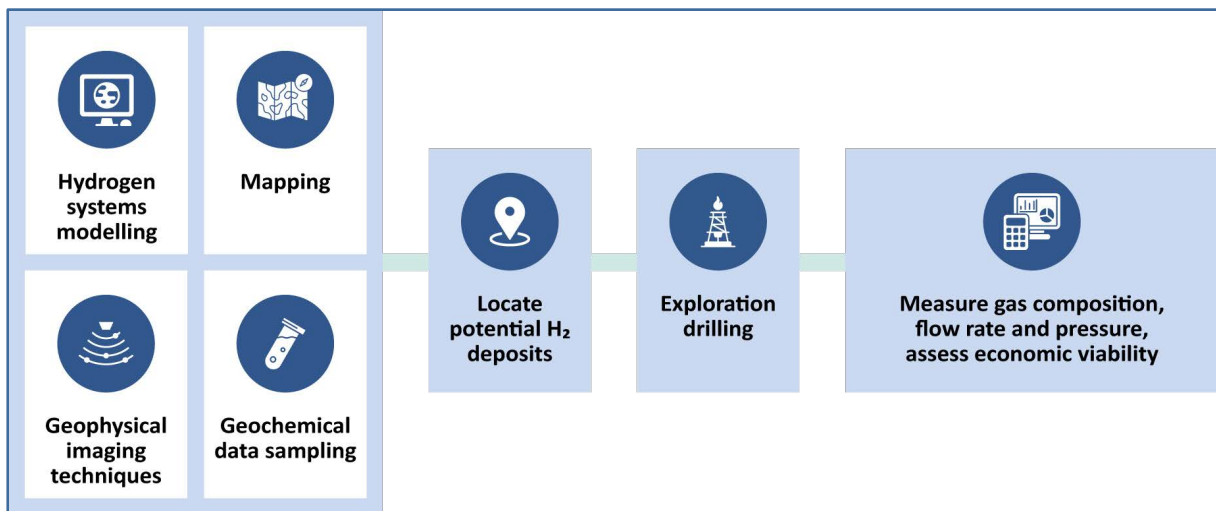 Hydrogen
systems
modelling
Mapping
Geophysical
imaging
techniques
Geochemical
data sampling
Locate
potential H₂
deposits
Exploration
drilling
Measure gas composition,
flow rate and pressure,
assess economic viability